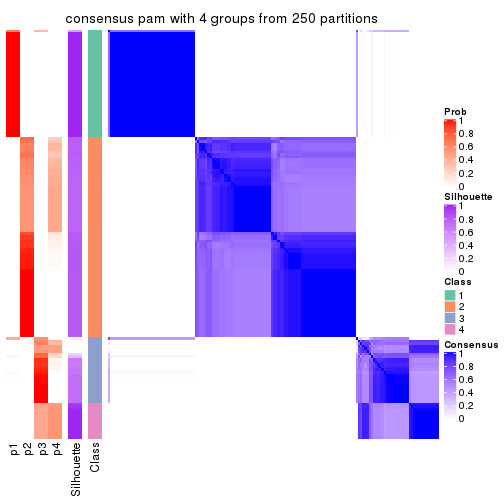 consensus pam with 4 groups from 250 partitions
Prob
1
0.8
0.6
0.4
0.2
0
Silhouette
1
0.8
0.6
0.4
0.2
0
Class
1
2
3
4
Consensus
1
0.8
0.6
0.4
0.2
0
p1
p2
p3
p4
Silhouette
Class